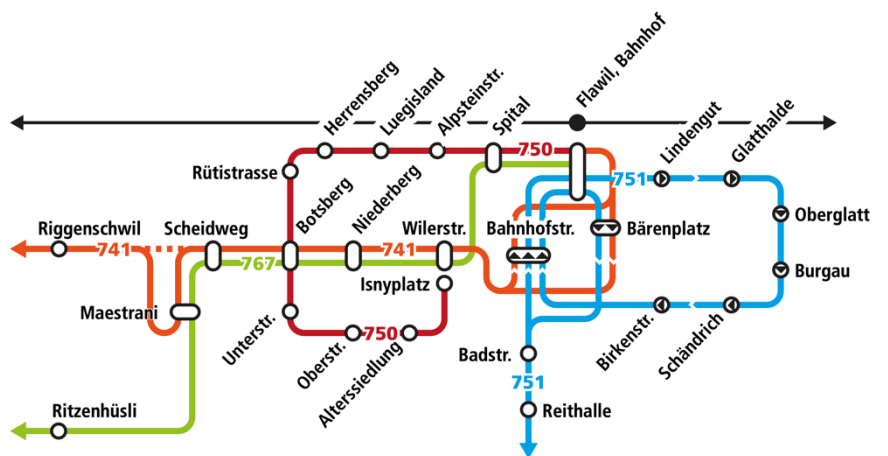 Herrensberg
Luegisland
Alpsteinstr.
Spital
Flawil, Bahnhof
Lindengut
Glatthalde
750
751
Rütistrasse
Botsberg
Niederberg
Wilerstr.
Bahnhofstr.
Bärenplatz
Oberglatt
Riggenschwil
Scheidweg
741
767
741
Burgau
Isnyplatz
Maestrani
Unterstr.
Oberstr.
750
Alterssiedlung
Badstr.
Birkenstr.
Schändrich
751
Ritzenhüsli
Reithalle